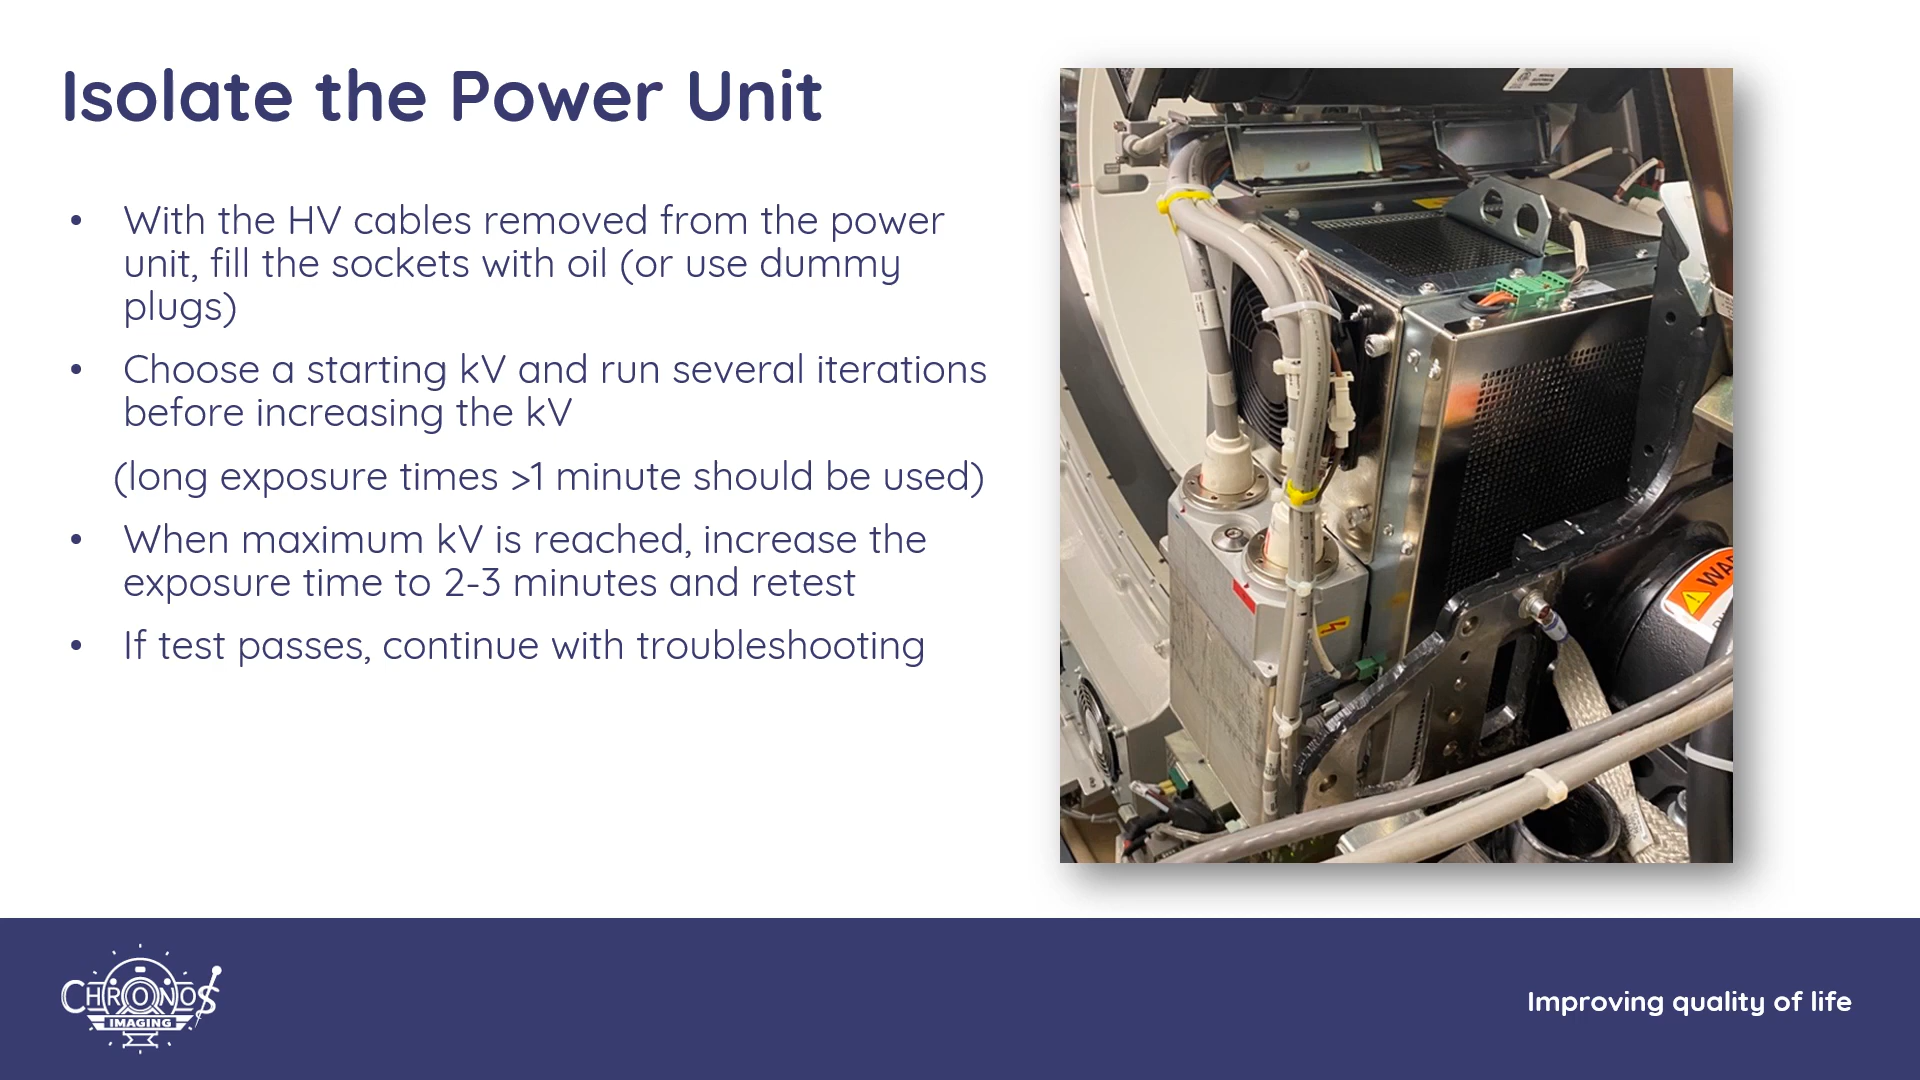 Isolate the Power Unit
• With the HV cables removed from the power
unit, fill the sockets with oil (or use dummy
plugs)
• Choose a starting kV and run several iterations
before increasing the kV
(long exposure times >1 minute should be used)
• When maximum kV is reached, increase the
exposure time to 2-3 minutes and retest
• If test passes, continue with troubleshooting
WAR
CHRONOS
IMAGING
Improving quality of life